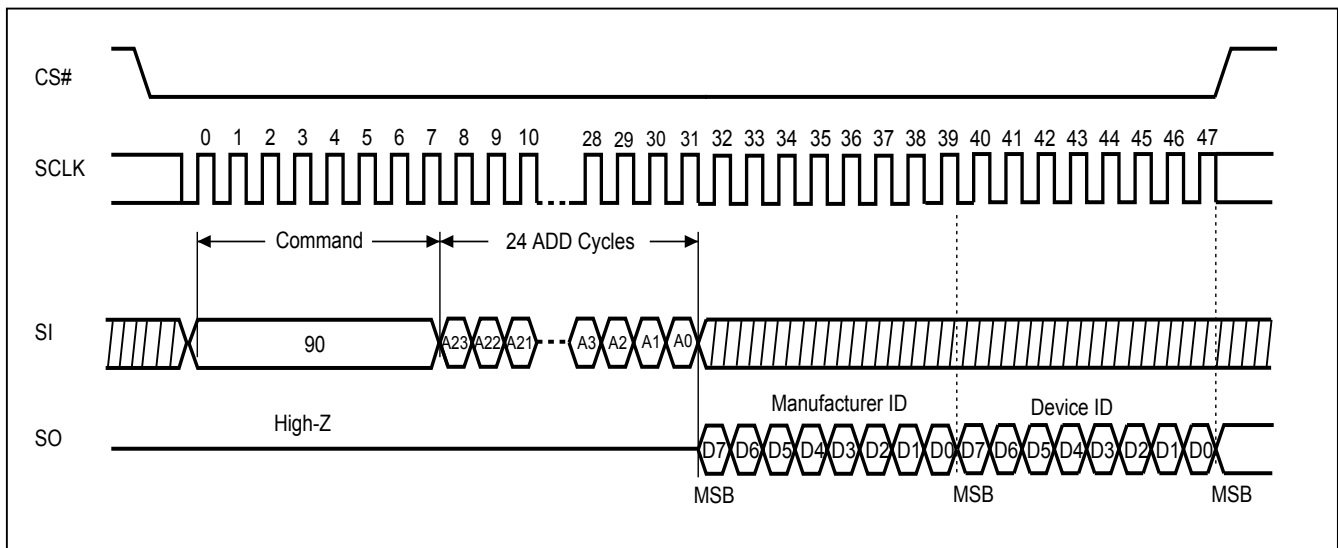 CS#
0 1 2 3 4 5 6 7 8 9 10 28 29 30 31 32 33 34 35 36 37 38 39 40 41 42 43 44 45 46 47
SCLK
Command 24 ADD Cycles
SI 90 A23 A22 A21 A3 A2 A1 A0
Manufacturer ID Device ID
High-Z
SO D7 D6 D5 D4 D3 D2 D1 D0 D7 D6 D5 D4 D3 D2 D1 D0
MSB MSB MSB